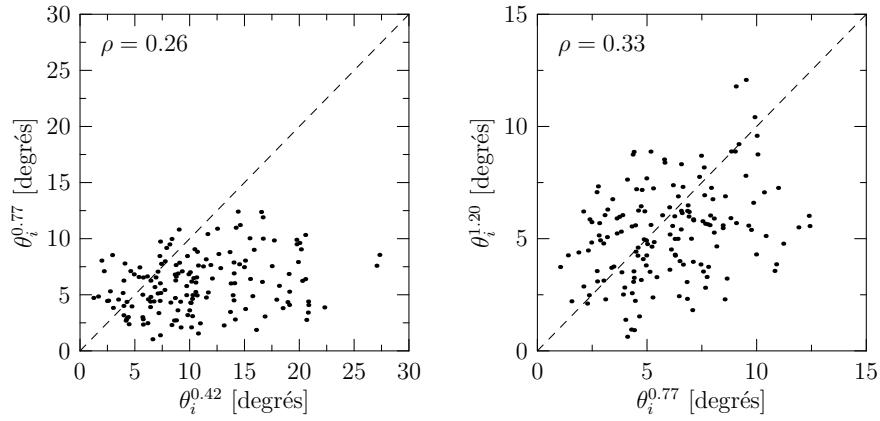 30
25
20
15
10
5
0
ρ = 0.26
θ_i^0.77 [degrés]
0 5 10 15 20 25 30
θ_i^0.42 [degrés]
15
10
5
0
ρ = 0.33
θ_i^1.20 [degrés]
0 5 10 15
θ_i^0.77 [degrés]